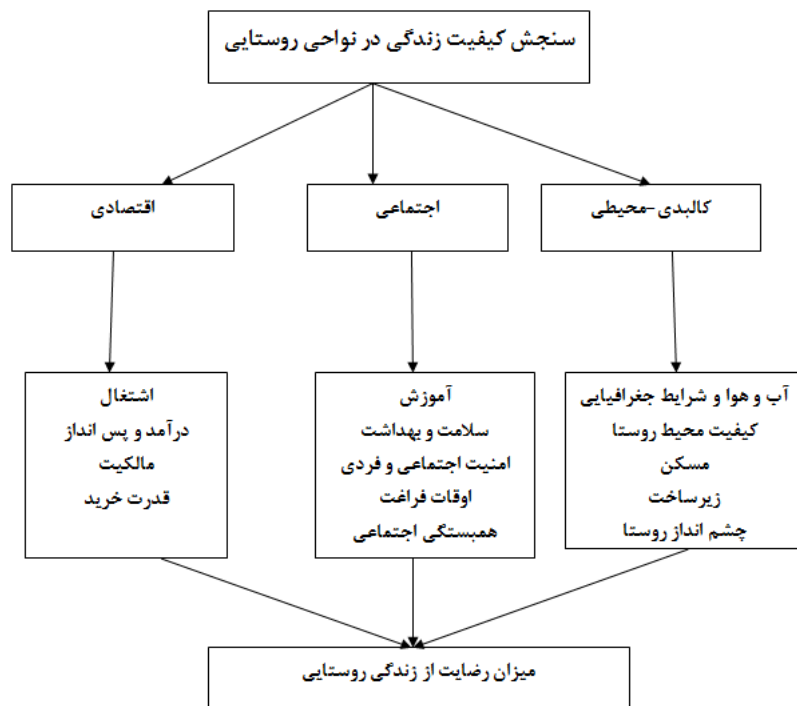 سنجش کیفیت زندگی در نواحی روستایی
کالبدی-محیطی
اجتماعی
اقتصادی
آب و هوا و شرایط جغرافیایی
کیفیت محیط روستا
مسکن
زیرساخت
چشم انداز روستا
آموزش
سلامت و بهداشت
امنیت اجتماعی و فردی
اوقات فراغت
همبستگی اجتماعی
اشتغال
درآمد و پس انداز
مالکیت
قدرت خرید
میزان رضایت از زندگی روستایی